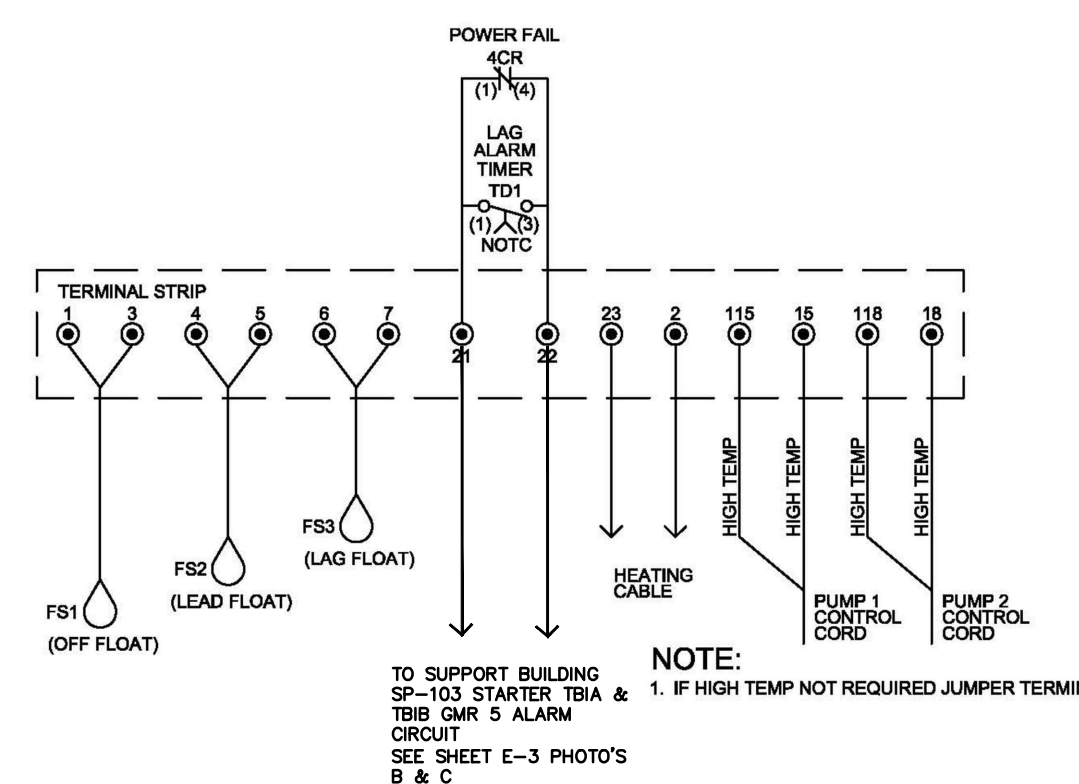 POWER FAIL
4CR
(1) (4)
LAG
ALARM
TIMER
TD1
(1) (3)
NOTC
TERMINAL STRIP
1 3 4 5 6 7 21 22 23 2 115 15 118 18
HIGH TEMP
HIGH TEMP
HIGH TEMP
HIGH TEMP
FS3
(LAG FLOAT)
FS2
(LEAD FLOAT)
FS1
(OFF FLOAT)
HEATING
CABLE
PUMP 1
CONTROL
CORD
PUMP 2
CONTROL
CORD
TO SUPPORT BUILDING
SP-103 STARTER TBIA &
TBIB GMR 5 ALARM
CIRCUIT
SEE SHEET E-3 PHOTO'S
B & C
NOTE:
1. IF HIGH TEMP NOT REQUIRED JUMPER